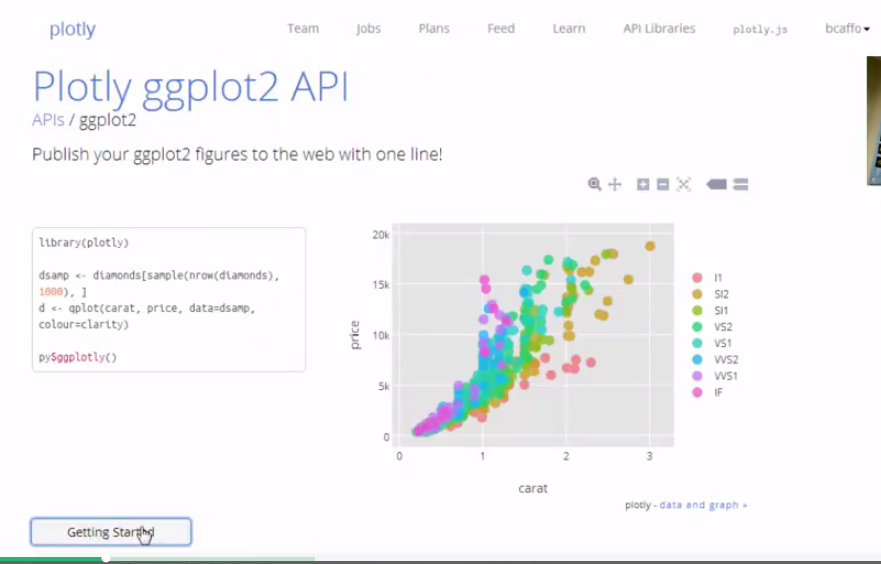 plotly
Team Jobs Plans Feed Learn API Libraries plotly.js bcaffo
Plotly ggplot2 API
APIs / ggplot2
Publish your ggplot2 figures to the web with one line!
library(plotly)
dsamp <- diamonds[sample(nrow(diamonds),
1000), ]
d <- qplot(carat, price, data=dsamp,
colour=clarity)
py$ggplotly()
20k
15k
10k
5k
0
price
0 1 2 3
carat
I1
SI2
SI1
VS2
VS1
VVS2
VVS1
IF
plotly - data and graph »
Getting Started